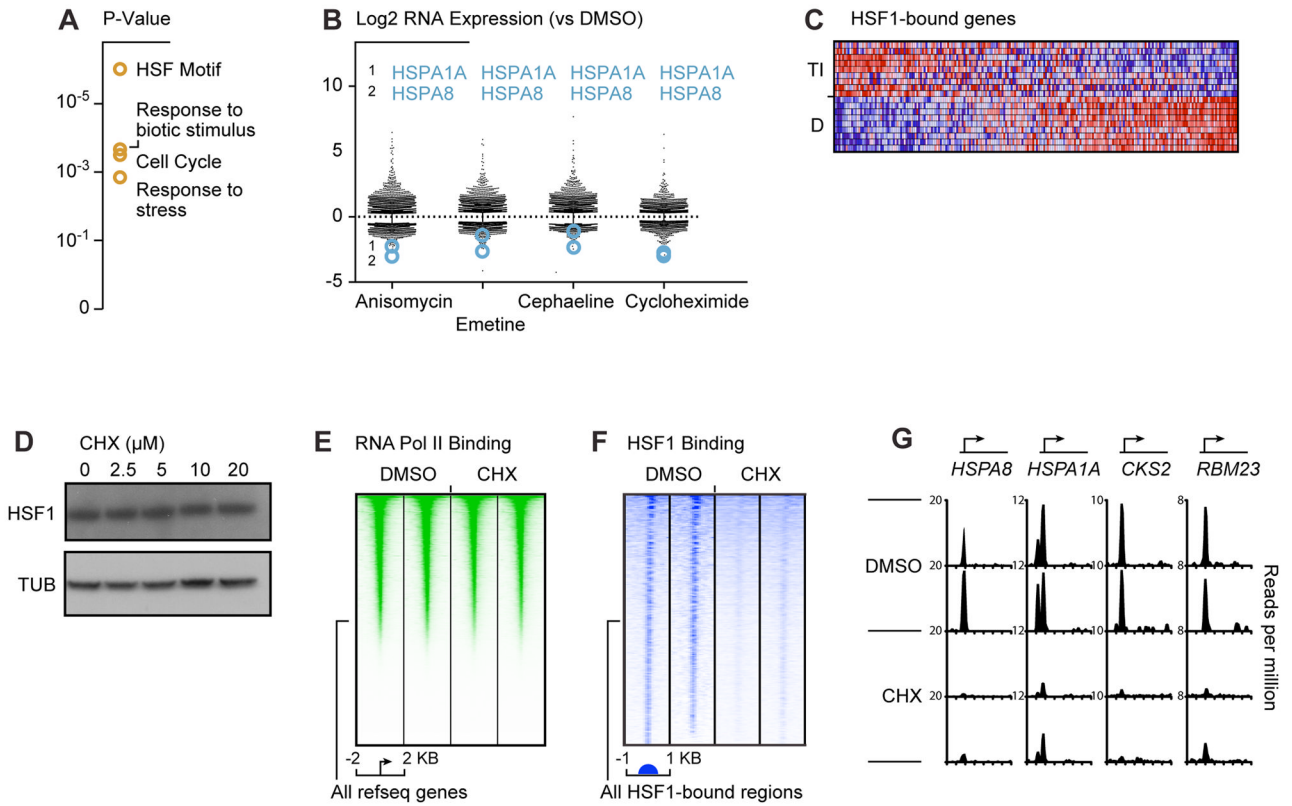 A P-Value
HSF Motif
10-5
Response to
biotic stimulus
10-3
Cell Cycle
Response to
stress
10-1
0
B Log2 RNA Expression (vs DMSO)
1 HSPA1A HSPA1A HSPA1A HSPA1A
2 HSPA8 HSPA8 HSPA8 HSPA8
10
5
0
-5
1
2
Anisomycin Cephaeline Cycloheximide
Emetine
C HSF1-bound genes
TI
D
D CHX (µM)
0 2.5 5 10 20
HSF1
TUB
E RNA Pol II Binding
DMSO CHX
-2 2 KB
All refseq genes
F HSF1 Binding
DMSO CHX
-1 1 KB
All HSF1-bound regions
G
HSPA8 HSPA1A CKS2 RBM23
20 12 10 8
DMSO
20 12 10 8
20 12 10 8
CHX
20 12 10 8
Reads per million